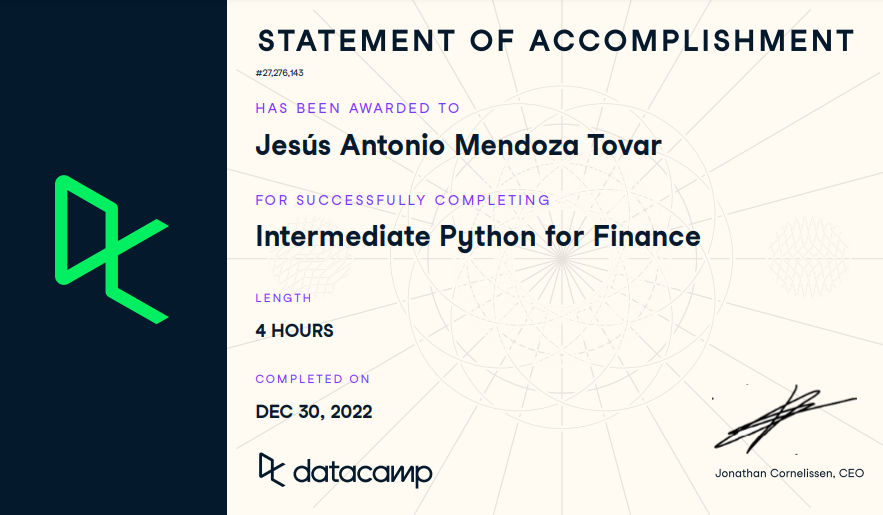 STATEMENT OF ACCOMPLISHMENT
#27,276,143
HAS BEEN AWARDED TO
Jesús Antonio Mendoza Tovar
FOR SUCCESSFULLY COMPLETING
Intermediate Python for Finance
LENGTH
4 HOURS
COMPLETED ON
DEC 30, 2022
datacamp
Jonathan Cornelissen, CEO